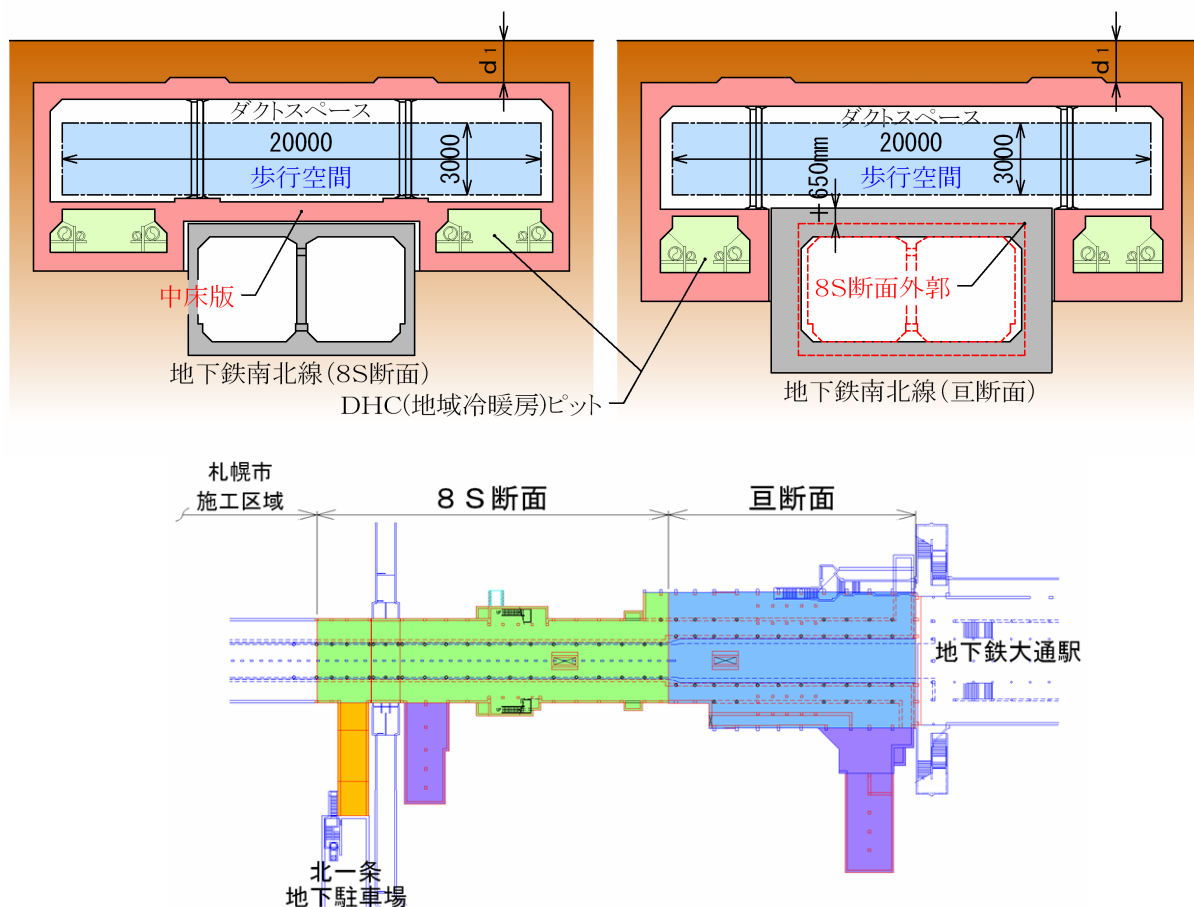 d1
ダクトスペース
20000
3000
歩行空間
中床版
地下鉄南北線(8S断面)
d1
ダクトスペース
20000
3000
+650mm
歩行空間
8S断面外郭
地下鉄南北線(亘断面)
DHC(地域冷暖房)ピット
札幌市
施工区域
8S断面
亘断面
地下鉄大通駅
北一条
地下駐車場